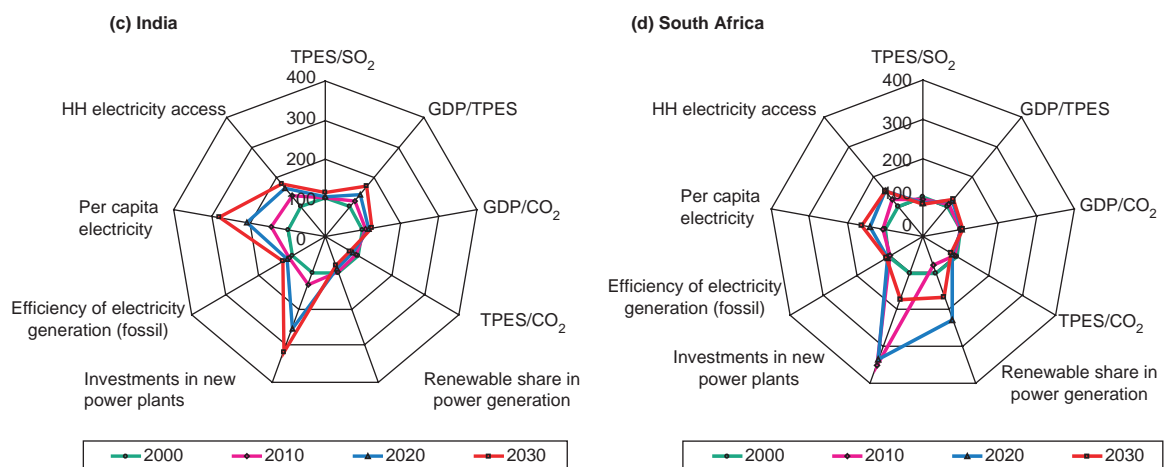 (c) India
TPES/SO2
400
300
200
100
0
GDP/TPES
GDP/CO2
TPES/CO2
Renewable share in
power generation
Investments in new
power plants
Efficiency of electricity
generation (fossil)
Per capita
electricity
HH electricity access
2000
2010
2020
2030
(d) South Africa
TPES/SO2
400
300
200
100
0
GDP/TPES
GDP/CO2
TPES/CO2
Renewable share in
power generation
Investments in new
power plants
Efficiency of electricity
generation (fossil)
Per capita
electricity
HH electricity access
2000
2010
2020
2030